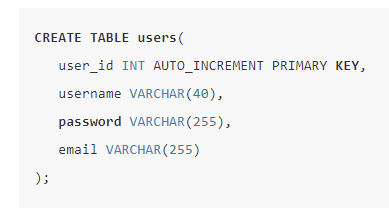 CREATE TABLE users(
user_id INT AUTO_INCREMENT PRIMARY KEY,
username VARCHAR(40),
password VARCHAR(255),
email VARCHAR(255)
);